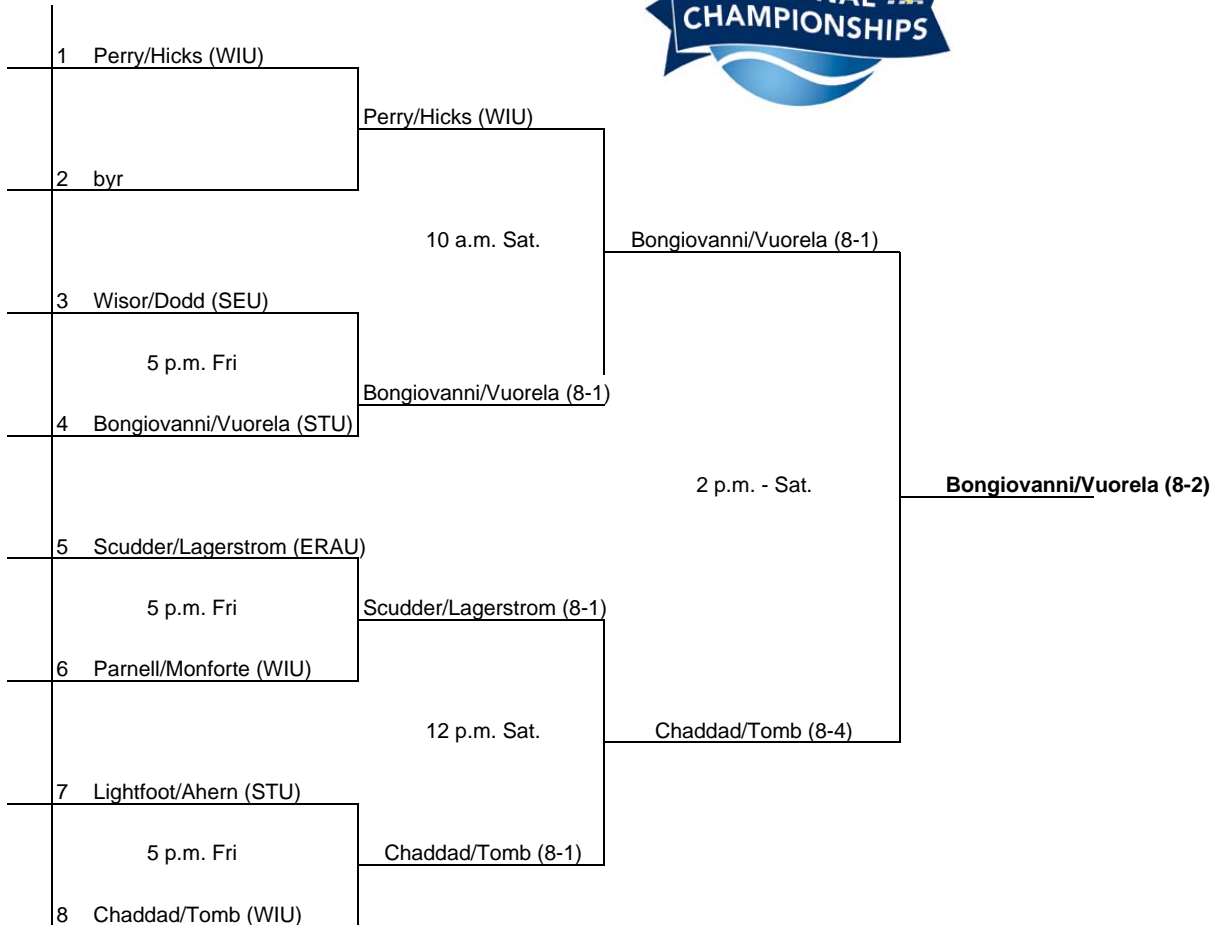 CHAMPIONSHIPS
1 Perry/Hicks (WIU)
Perry/Hicks (WIU)
2 byr
10 a.m. Sat.
Bongiovanni/Vuorela (8-1)
3 Wisor/Dodd (SEU)
5 p.m. Fri
Bongiovanni/Vuorela (8-1)
4 Bongiovanni/Vuorela (STU)
2 p.m. - Sat.
Bongiovanni/Vuorela (8-2)
5 Scudder/Lagerstrom (ERAU)
5 p.m. Fri
Scudder/Lagerstrom (8-1)
6 Parnell/Monforte (WIU)
12 p.m. Sat.
Chaddad/Tomb (8-4)
7 Lightfoot/Ahern (STU)
5 p.m. Fri
Chaddad/Tomb (8-1)
8 Chaddad/Tomb (WIU)